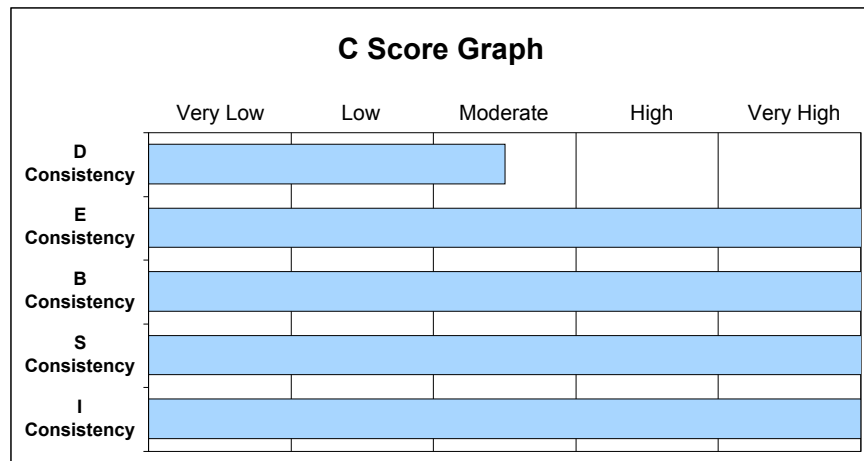 C Score Graph
Very Low Low Moderate High Very High
D
Consistency
E
Consistency
B
Consistency
S
Consistency
I
Consistency